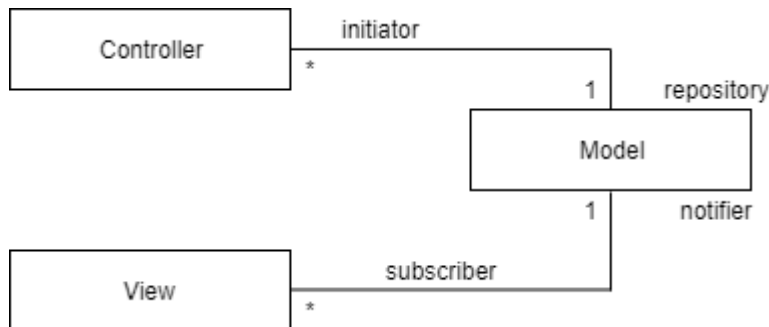 initiator
Controller
*
1 repository
Model
1 notifier
subscriber
View
*